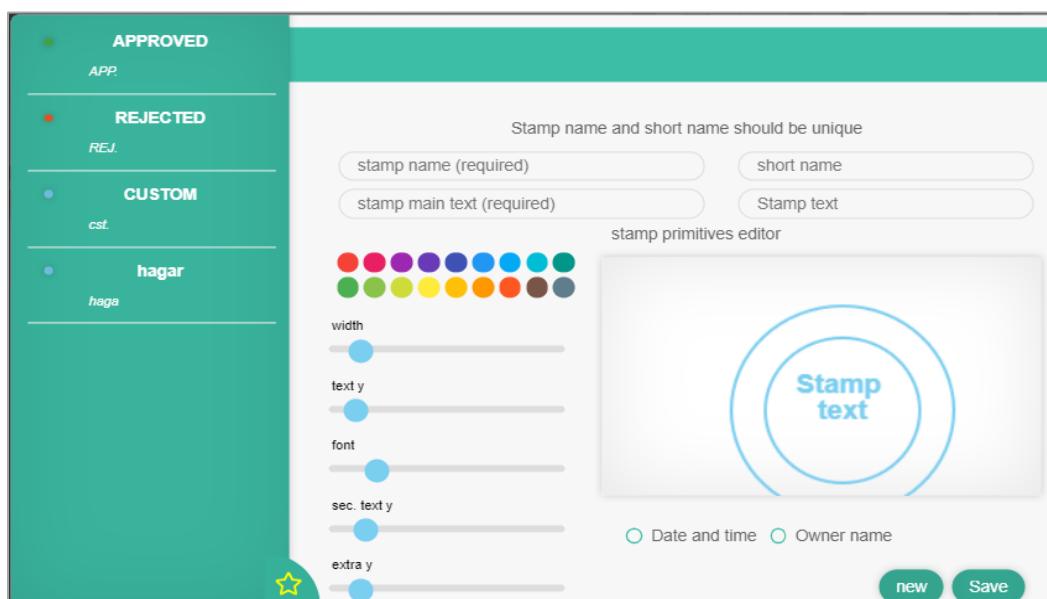 APPROVED
APP.
REJECTED
REJ.
CUSTOM
cst.
hagar
haga
Stamp name and short name should be unique
stamp name (required)
short name
stamp main text (required)
Stamp text
stamp primitives editor
width
text y
font
sec. text y
extra y
Stamp
text
Date and time
Owner name
new
Save